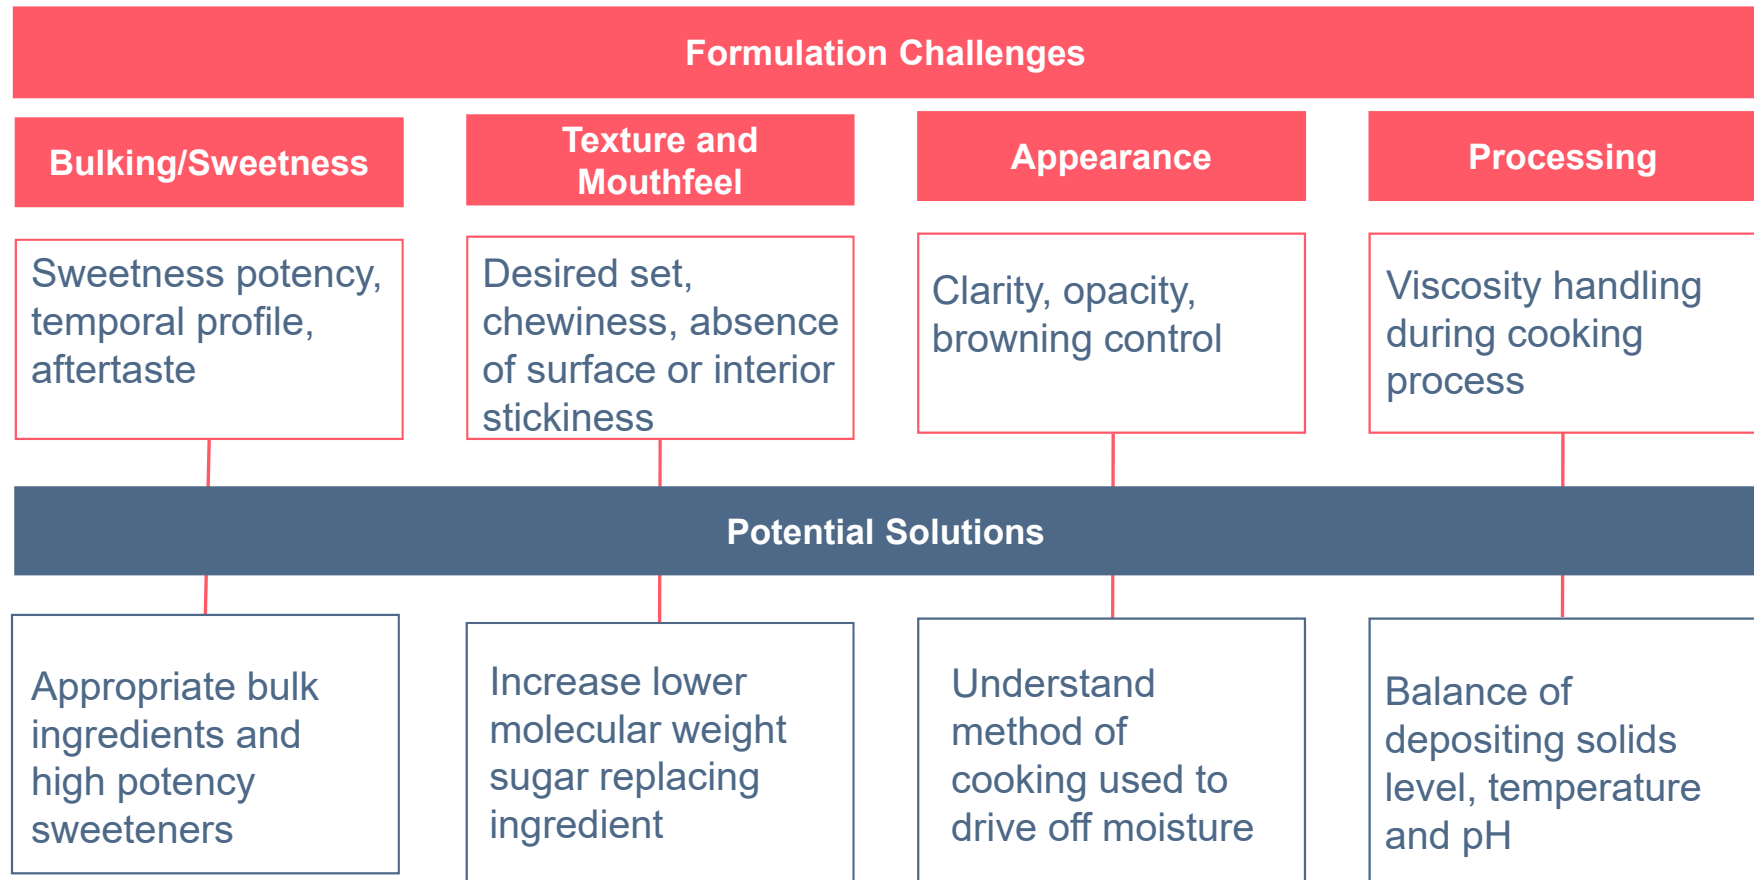 Formulation Challenges
Bulking/Sweetness
Texture and
Mouthfeel
Appearance
Processing
Sweetness potency,
temporal profile,
aftertaste
Desired set,
chewiness, absence
of surface or interior
stickiness
Clarity, opacity,
browning control
Viscosity handling
during cooking
process
Potential Solutions
Appropriate bulk
ingredients and
high potency
sweeteners
Increase lower
molecular weight
sugar replacing
ingredient
Understand
method of
cooking used to
drive off moisture
Balance of
depositing solids
level, temperature
and pH